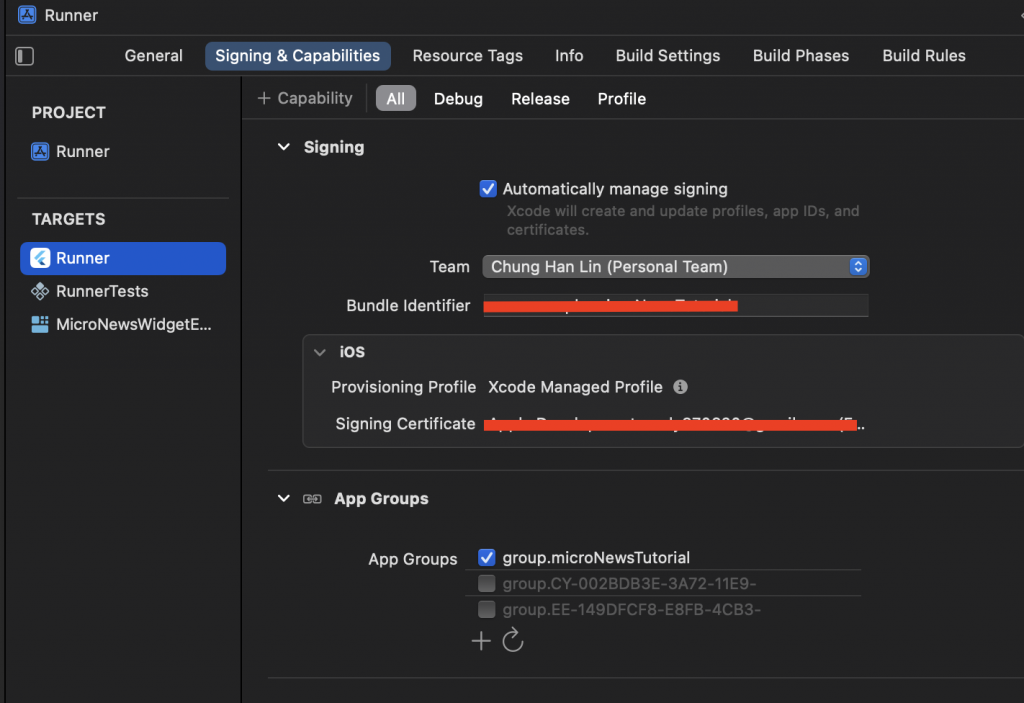 Runner
General Signing & Capabilities Resource Tags Info Build Settings Build Phases Build Rules
+ Capability All Debug Release Profile
PROJECT
Runner
TARGETS
Runner
RunnerTests
MicroNewsWidgetE...
Signing
Automatically manage signing
Xcode will create and update profiles, app IDs, and
certificates.
Team Chung Han Lin (Personal Team)
Bundle Identifier
iOS
Provisioning Profile Xcode Managed Profile
Signing Certificate
App Groups
App Groups group.microNewsTutorial
group.CY-002BDB3E-3A72-11E9-
group.EE-149DFCF8-E8FB-4CB3-